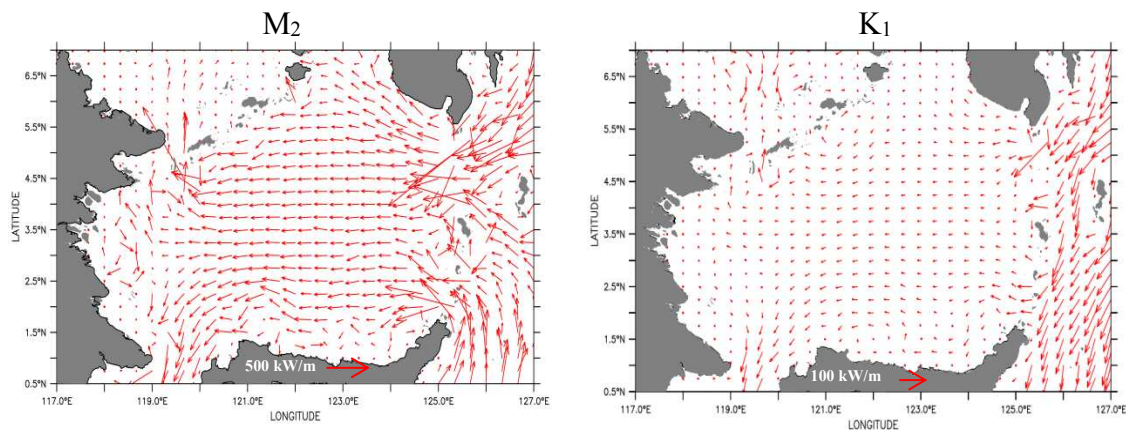 M₂
K₁
6.5°N
5.5°N
4.5°N
3.5°N
2.5°N
1.5°N
0.5°N
LATITUDE
117.0°E 119.0°E 121.0°E 123.0°E 125.0°E 127.0°E
LONGITUDE
500 kW/m
6.5°N
5.5°N
4.5°N
3.5°N
2.5°N
1.5°N
0.5°N
LATITUDE
117.0°E 119.0°E 121.0°E 123.0°E 125.0°E 127.0°E
LONGITUDE
100 kW/m